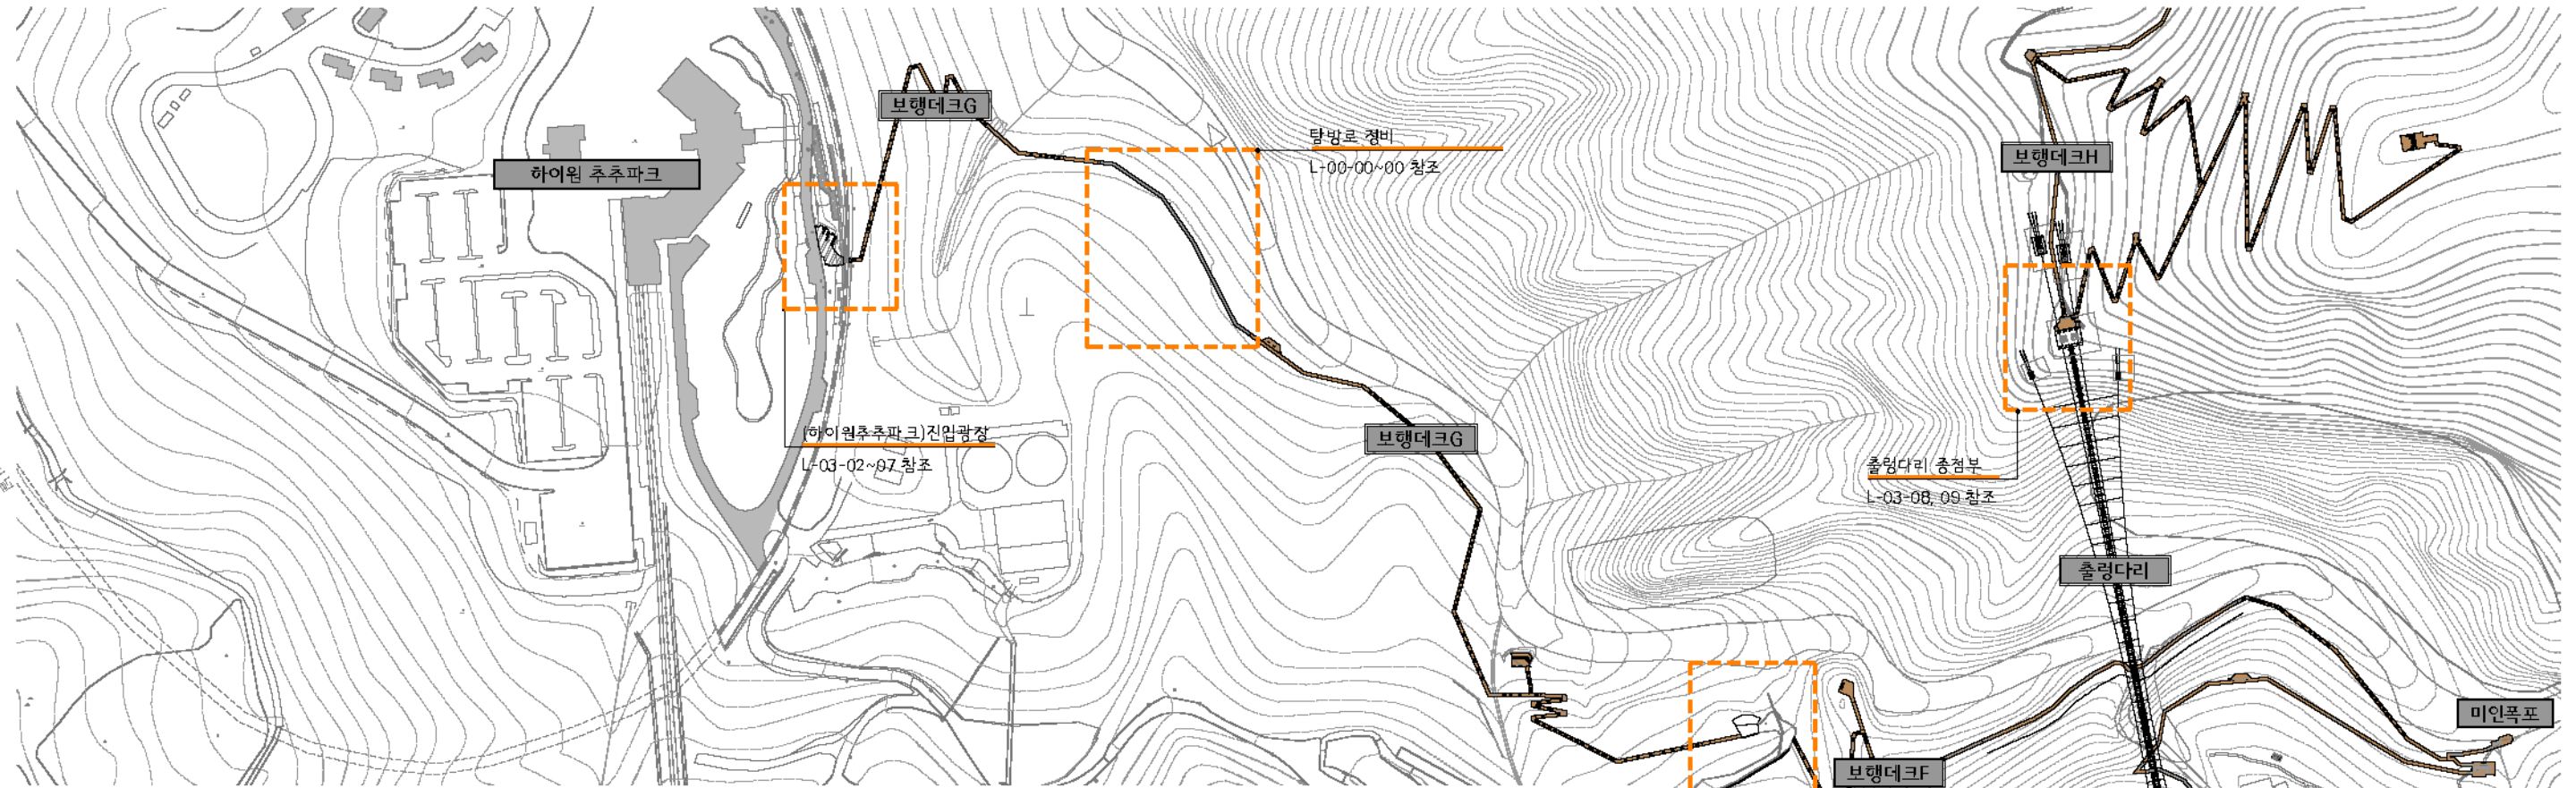 보행데크G
탐방로 정비
L-00-00~00 참조
하이원 추추파크
보행데크H
(하이원추추파크)진입광장
L-03-02~07 참조
보행데크G
출렁다리 종점부
L-03-08, 09 참조
출렁다리
미인폭포
보행데크F